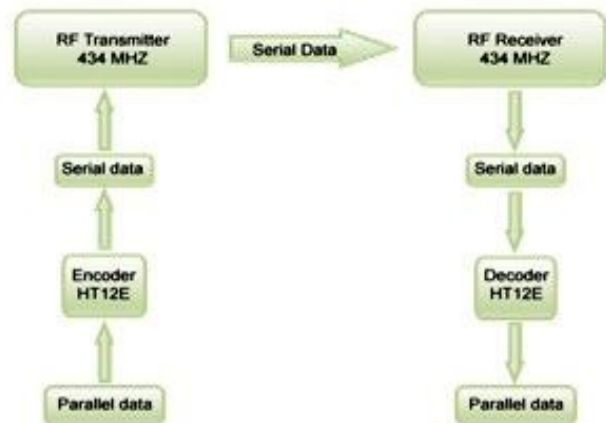 RF Transmitter
434 MHZ
Serial Data
RF Receiver
434 MHZ
Serial data
Serial data
Encoder
HT12E
Decoder
HT12E
Parallel data
Parallel data